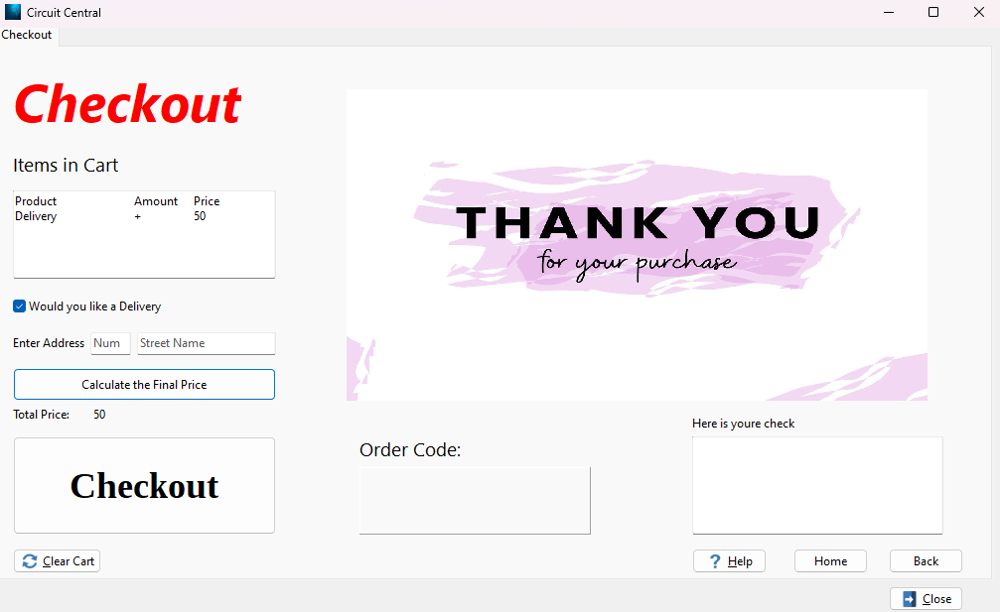 Circuit Central
Checkout
Checkout
Items in Cart
Product Amount Price
Delivery + 50
Would you like a Delivery
Enter Address Num Street Name
Calculate the Final Price
Total Price: 50
Checkout
Clear Cart
THANK YOU
for your purchase
Order Code:
Here is youre check
Help
Home
Back
Close